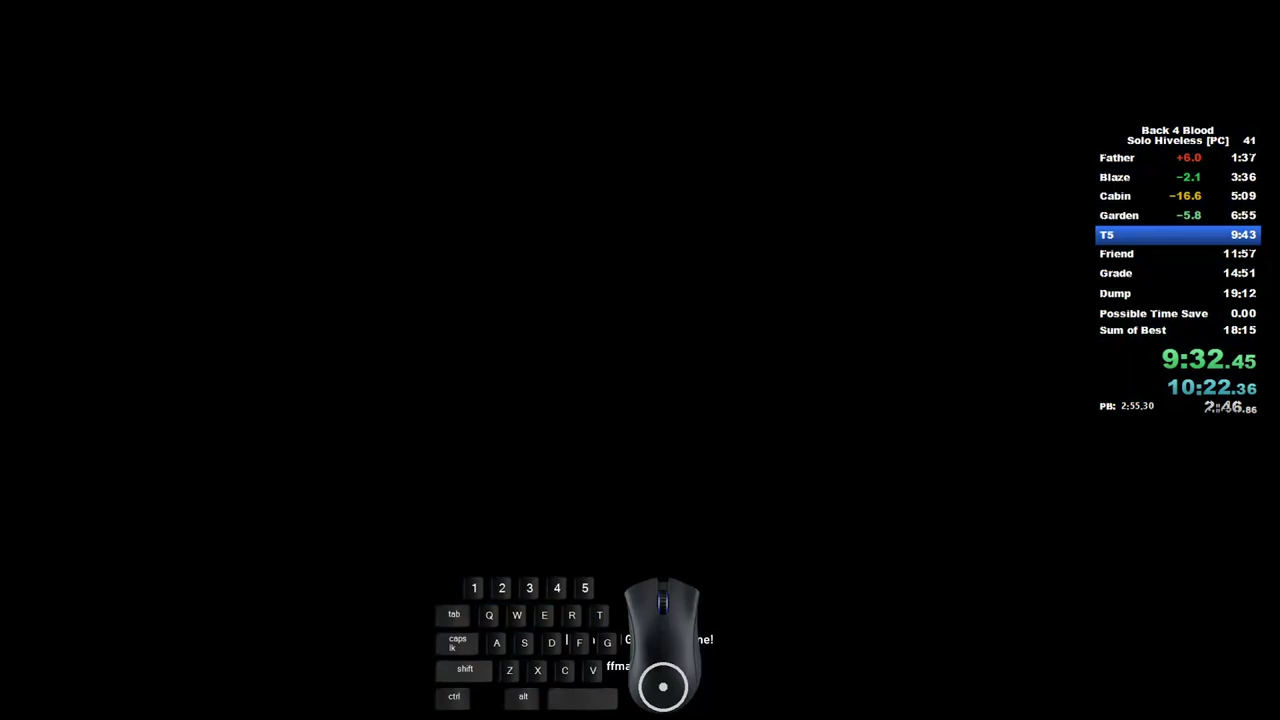 Back 4 Blood
Solo Hiveless [PC] 41
Father +6.0 1:37
Blaze −2.1 3:36
Cabin −16.6 5:09
Garden −5.8 6:55
T5 9:43
Friend 11:57
Grade 14:51
Dump 19:12
Possible Time Save 0.00
Sum of Best 18:15
9:32.45
10:22.36
PB: 2:55,30 2:46.86
1 2 3 4 5
tab Q W E R T
caps lk A S D F G
shift Z X C V
ctrl alt